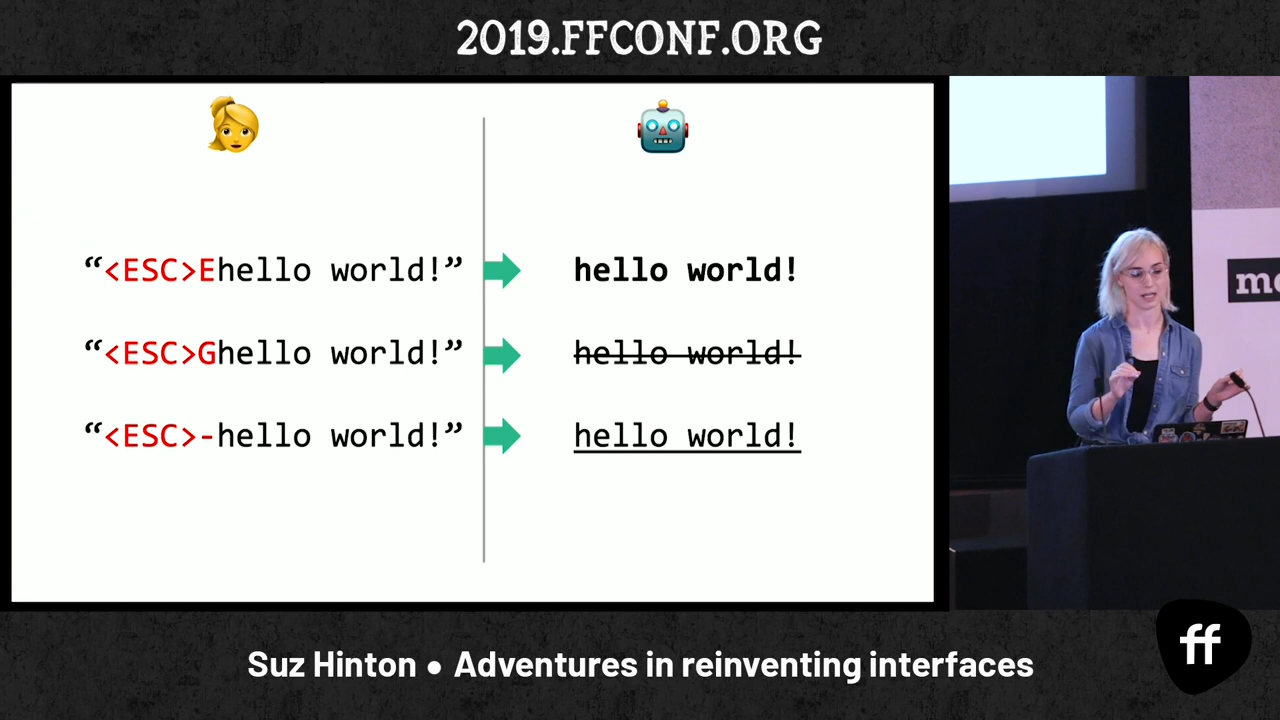 2019.FFCONF.ORG
“<ESC>Ehello world!” hello world!
“<ESC>Ghello world!” hello world!
“<ESC>-hello world!” hello world!
ff
Suz Hinton • Adventures in reinventing interfaces